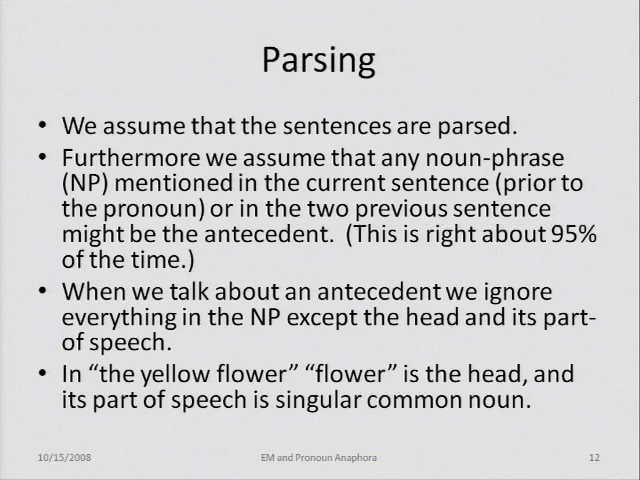 Parsing
• We assume that the sentences are parsed.
• Furthermore we assume that any noun-phrase
(NP) mentioned in the current sentence (prior to
the pronoun) or in the two previous sentence
might be the antecedent. (This is right about 95%
of the time.)
• When we talk about an antecedent we ignore
everything in the NP except the head and its part-
of speech.
• In “the yellow flower” “flower” is the head, and
its part of speech is singular common noun.
10/15/2008 EM and Pronoun Anaphora 12